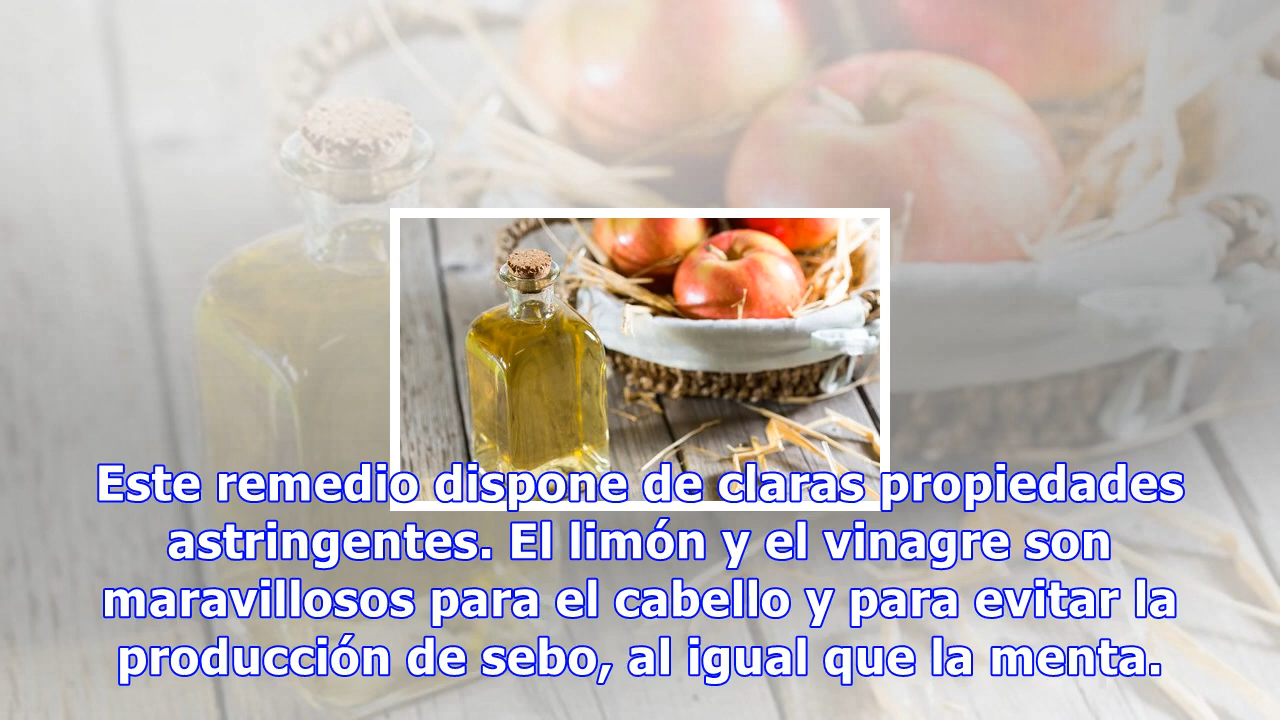 Este remedio dispone de claras propiedades
astringentes. El limón y el vinagre son
maravillosos para el cabello y para evitar la
producción de sebo, al igual que la menta.